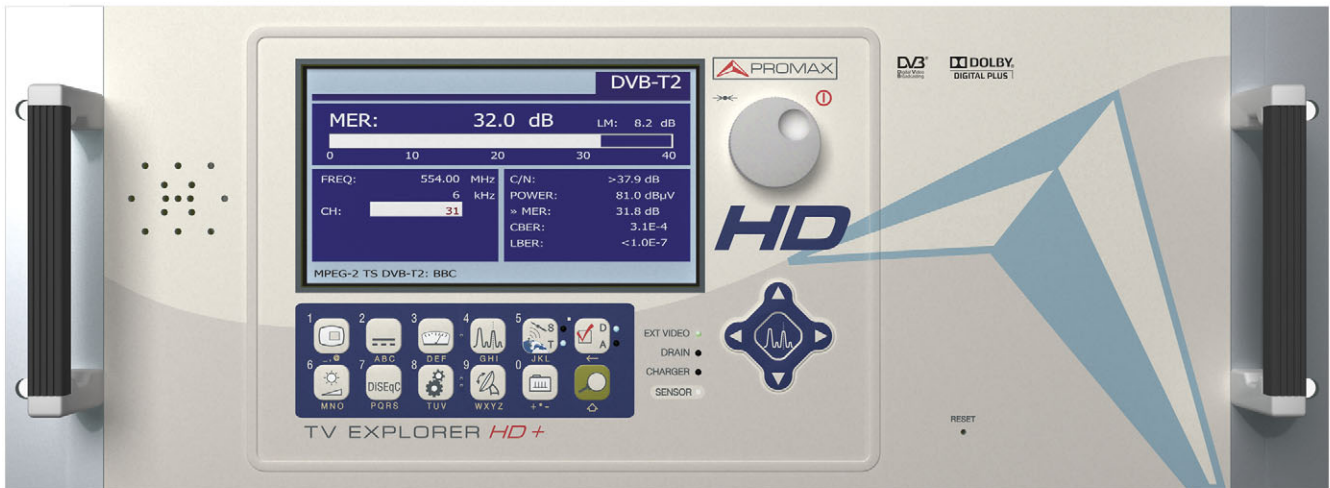 PROMAX
DVB
Digital Video
Broadcasting
DOLBY.
DIGITAL PLUS
DVB-T2
MER: 32.0 dB LM: 8.2 dB
0 10 20 30 40
FREQ: 554.00 MHz
6 kHz
CH: 31
C/N: >37.9 dB
POWER: 81.0 dBµV
» MER: 31.8 dB
CBER: 3.1E-4
LBER: <1.0E-7
MPEG-2 TS DVB-T2: BBC
HD
1 2 3 4 5
S D
T A
ABC DEF GHI JKL ←
6 7 8 9 0
DiSEqC
MNO PQRS TUV WXYZ +*-
TV EXPLORER HD+
EXT VIDEO
DRAIN
CHARGER
SENSOR
RESET